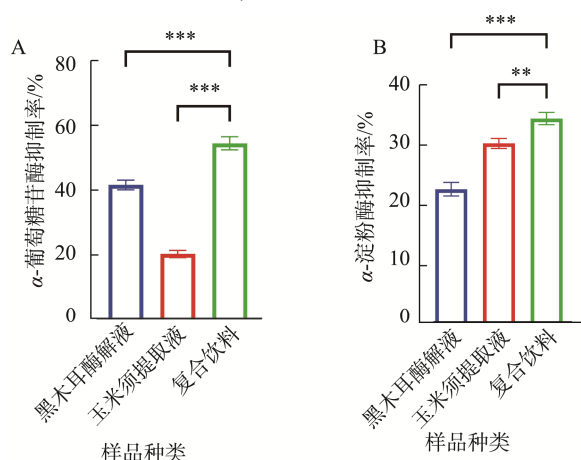 A
***
***
α-葡萄糖苷酶抑制率/%
80
60
40
20
0
黑木耳酶解液
玉米须提取液
复合饮料
样品种类
B
***
**
α-淀粉酶抑制率/%
40
30
20
10
0
黑木耳酶解液
玉米须提取液
复合饮料
样品种类